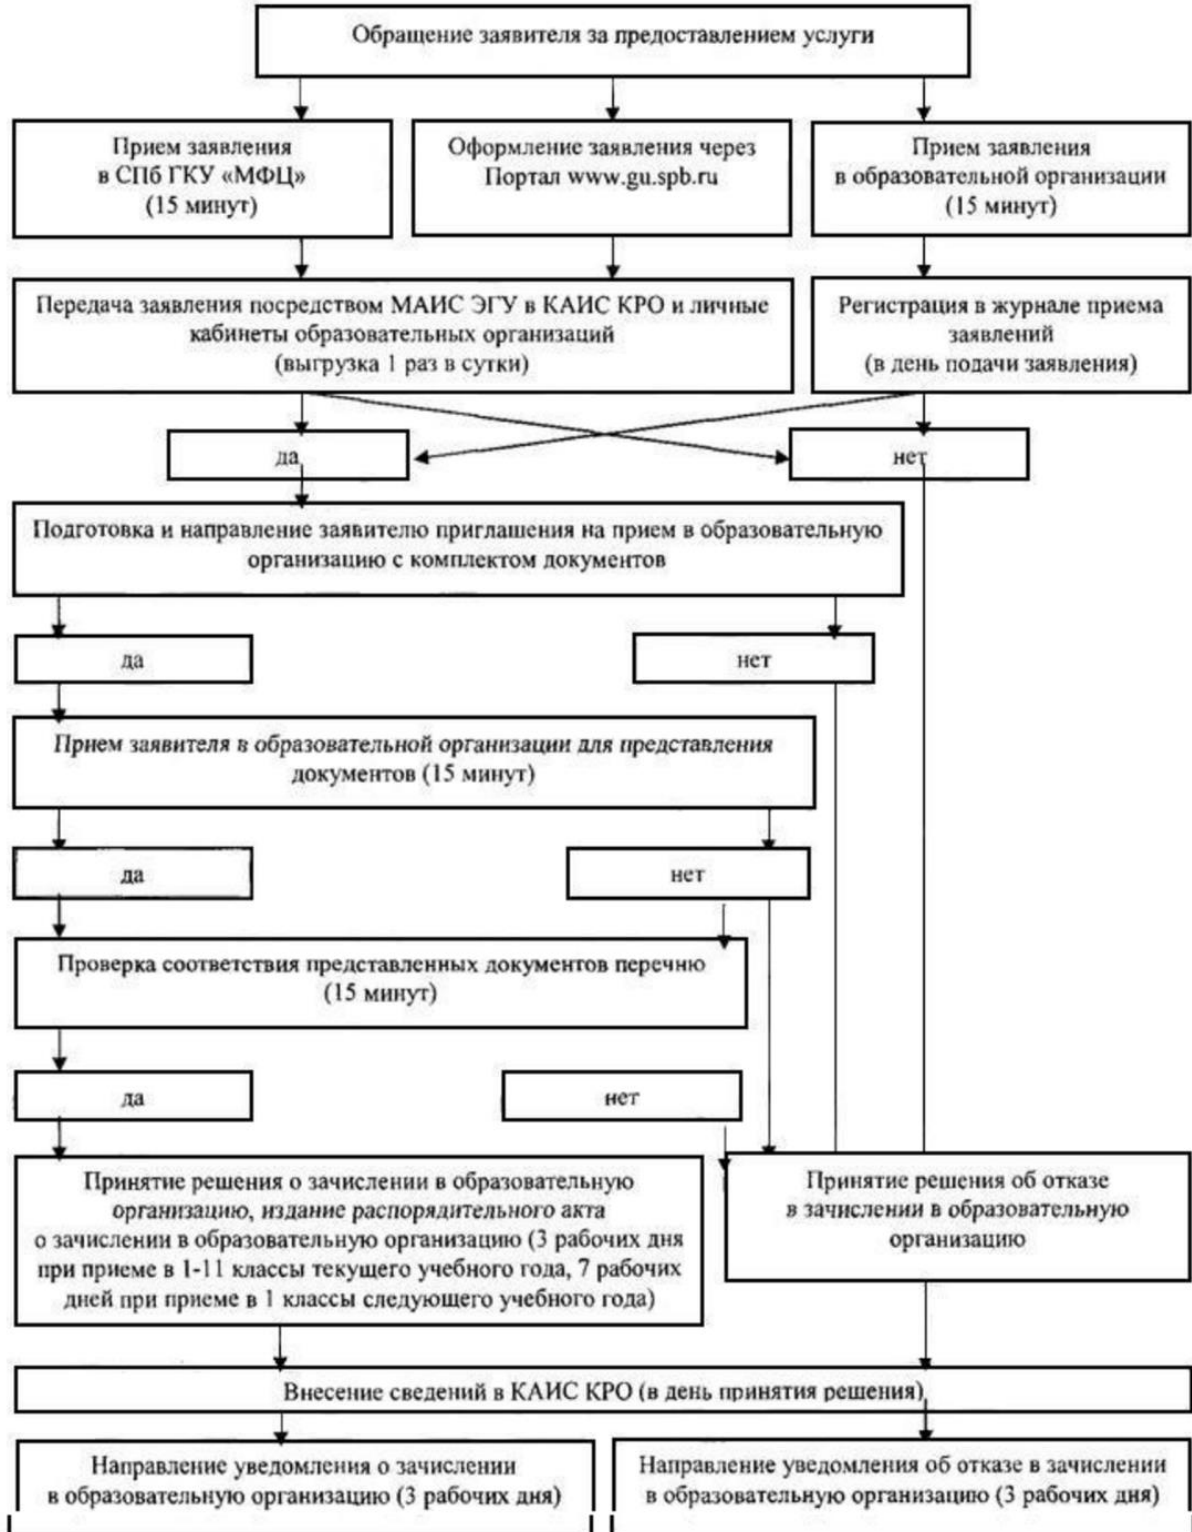 Обращение заявителя за предоставлением услуги
Прием заявления
в СПб ГКУ «МФЦ»
(15 минут)
Оформление заявления через
Портал www.gu.spb.ru
Прием заявления
в образовательной организации
(15 минут)
Передача заявления посредством МАИС ЭГУ в КАИС КРО и личные
кабинеты образовательных организаций
(выгрузка 1 раз в сутки)
Регистрация в журнале приема
заявлений
(в день подачи заявления)
да
нет
Подготовка и направление заявителю приглашения на прием в образовательную
организацию с комплектом документов
да
нет
Прием заявителя в образовательной организации для представления
документов (15 минут)
да
нет
Проверка соответствия представленных документов перечню
(15 минут)
да
нет
Принятие решения о зачислении в образовательную
организацию, издание распорядительного акта
о зачислении в образовательную организацию (3 рабочих дня
при приеме в 1-11 классы текущего учебного года, 7 рабочих
дней при приеме в 1 классы следующего учебного года)
Принятие решения об отказе
в зачислении в образовательную
организацию
Внесение сведений в КАИС КРО (в день принятия решения)
Направление уведомления о зачислении
в образовательную организацию (3 рабочих дня)
Направление уведомления об отказе в зачислении
в образовательную организацию (3 рабочих дня)